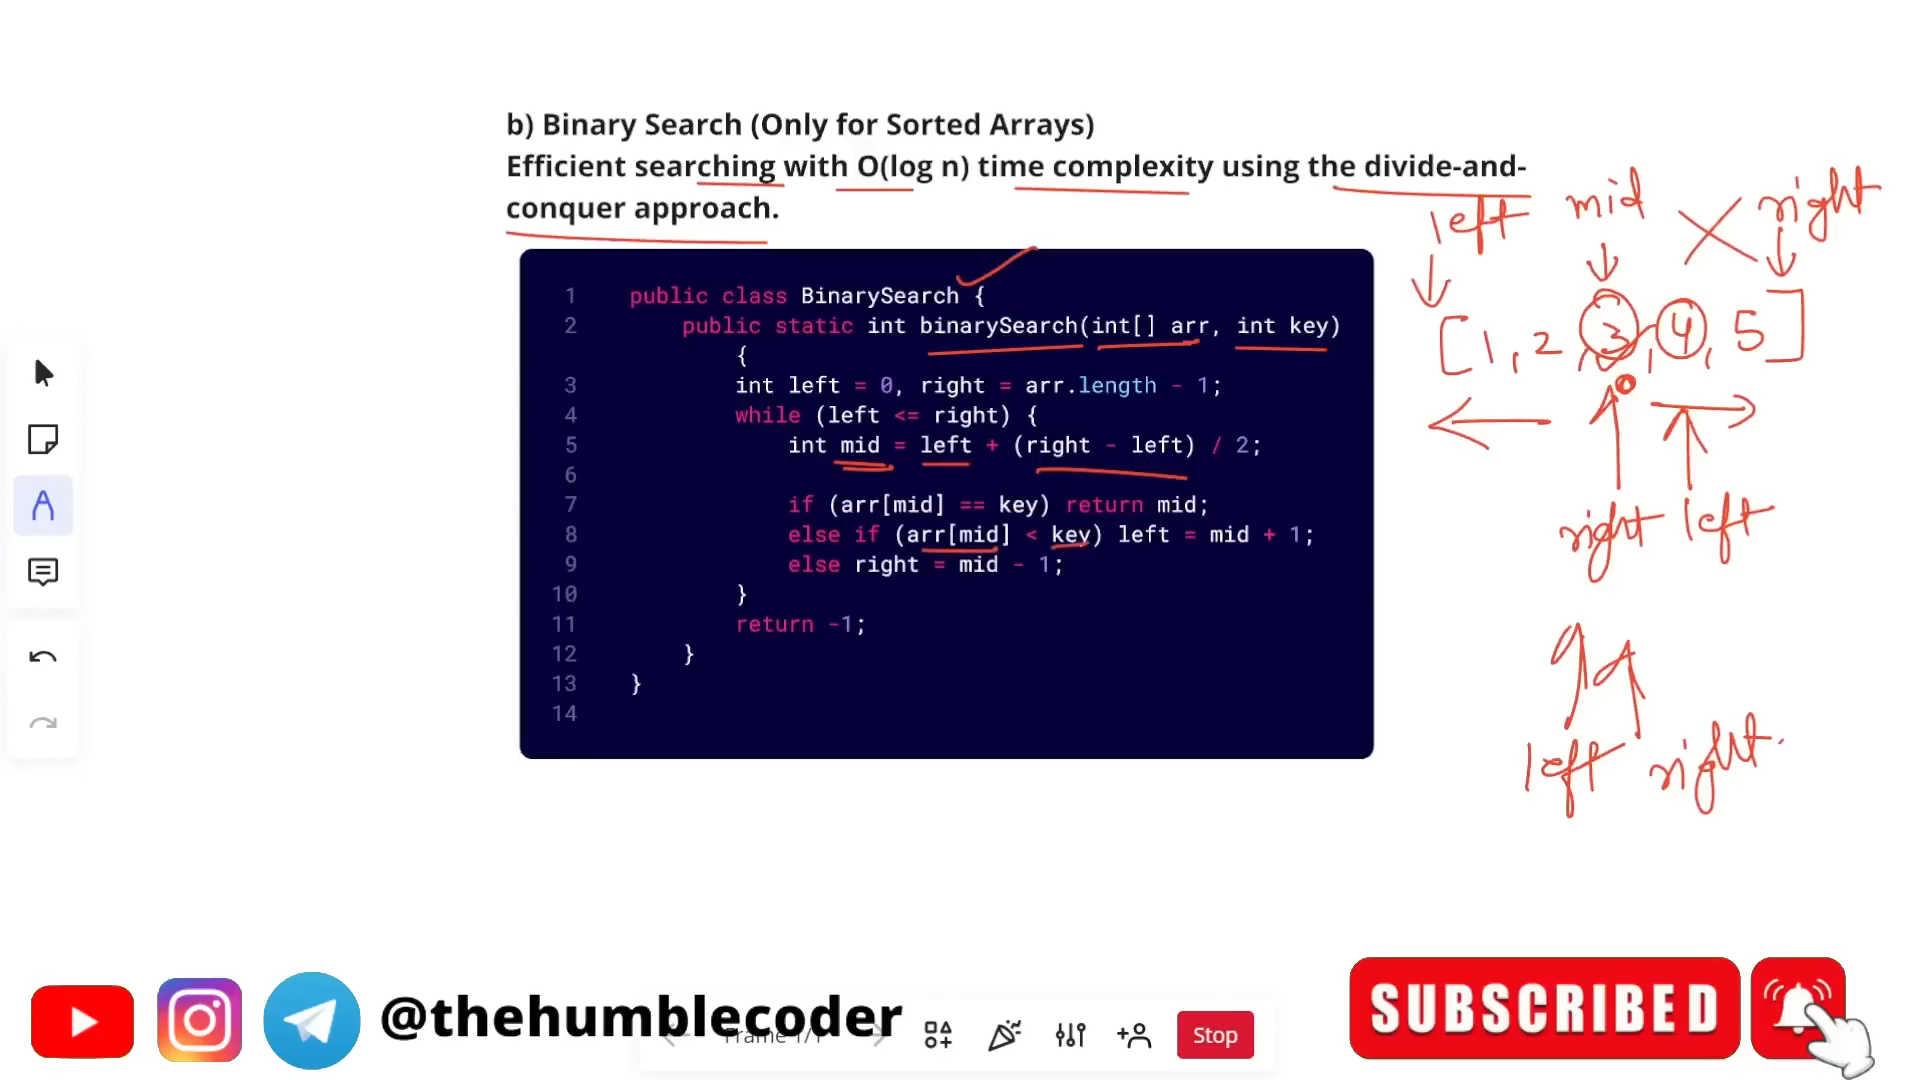 b) Binary Search (Only for Sorted Arrays)
Efficient searching with O(log n) time complexity using the divide-and-
conquer approach.
1 public class BinarySearch {
2 public static int binarySearch(int[] arr, int key)
{
3 int left = 0, right = arr.length - 1;
4 while (left <= right) {
5 int mid = left + (right - left) / 2;
6
7 if (arr[mid] == key) return mid;
8 else if (arr[mid] < key) left = mid + 1;
9 else right = mid - 1;
10 }
11 return -1;
12 }
13 }
14
left mid right
[1, 2, 3, 4, 5]
right left
left right.
@thehumblecoder
Frame 1/1
Stop
SUBSCRIBED